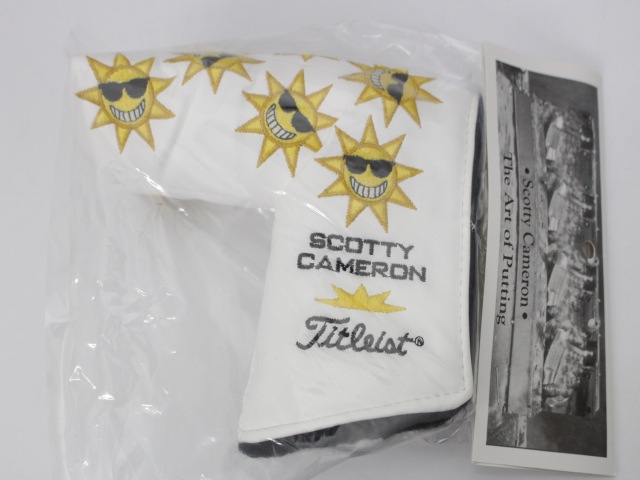 SCOTTY
CAMERON
Titleist®
• Scotty Cameron •
The Art of Putting